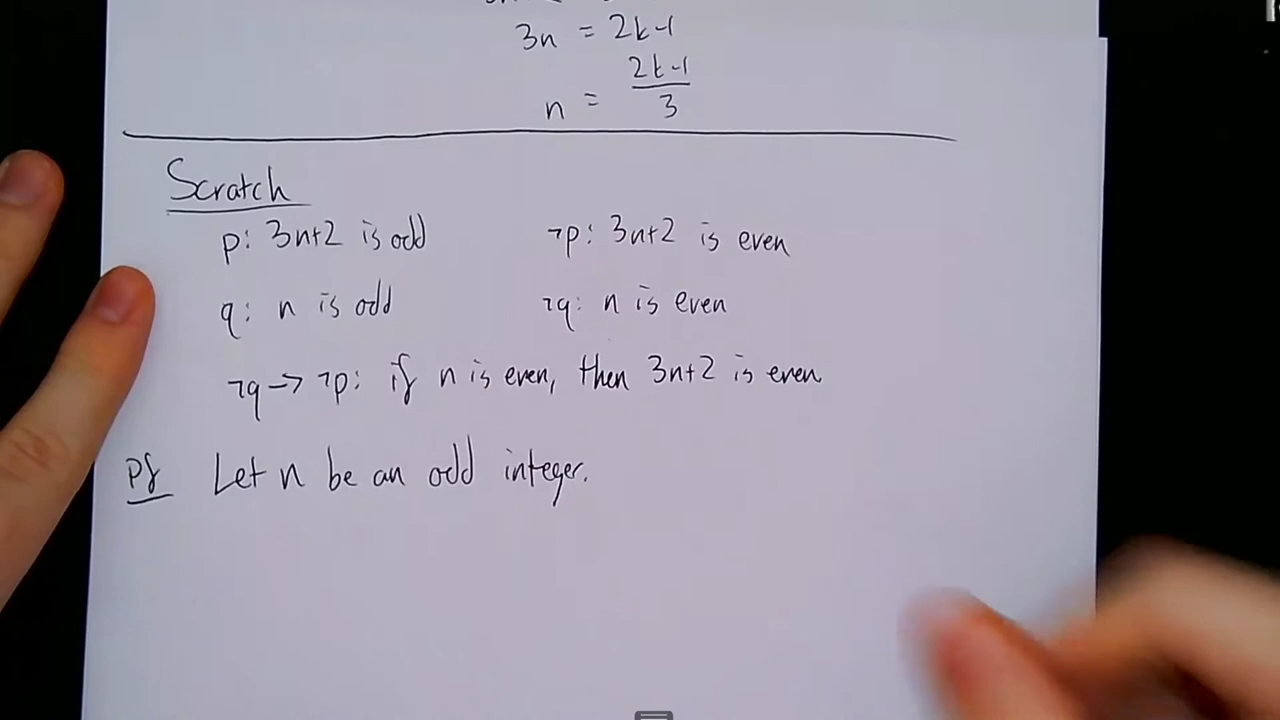 3n = 2k-1
n = 2k-1/3
Scratch
p: 3n+2 is odd
¬p: 3n+2 is even
q: n is odd
¬q: n is even
¬q → ¬p: if n is even, then 3n+2 is even
Pf Let n be an odd integer.